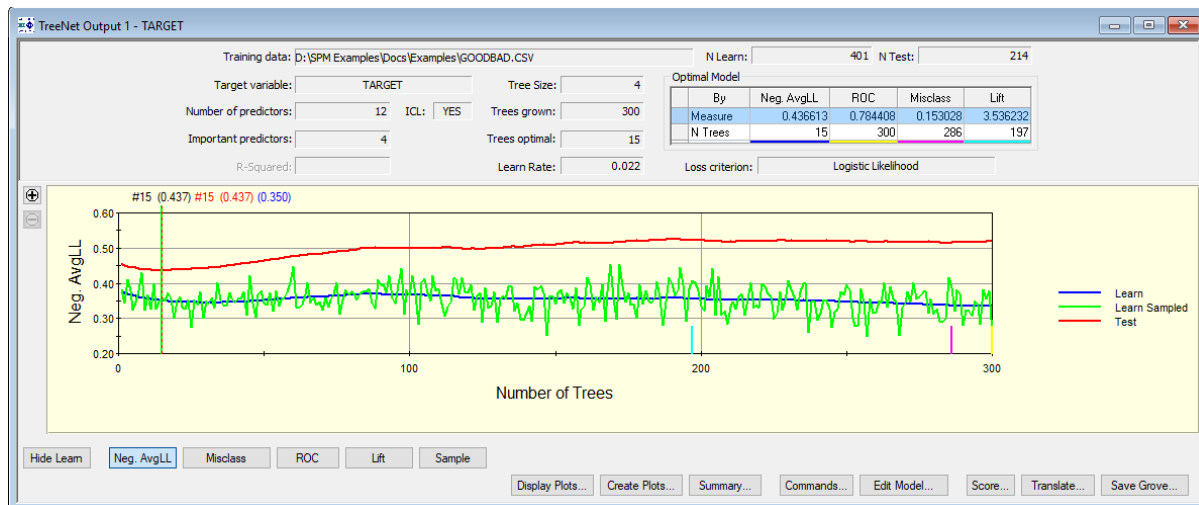 TreeNet Output 1 - TARGET
Training data: D:\SPM Examples\Docs\Examples\GOODBAD.CSV N Learn: 401 N Test: 214
Target variable: TARGET Tree Size: 4 Optimal Model
By Neg. AvgLL ROC Misclass Lift
Number of predictors: 12 ICL: YES Trees grown: 300 Measure 0.436613 0.784408 0.153028 3.536232
N Trees 15 300 286 197
Important predictors: 4 Trees optimal: 15
R-Squared: Learn Rate: 0.022 Loss criterion: Logistic Likelihood
#15 (0.437) #15 (0.437) (0.350)
0.60
0.50
0.40
0.30
0.20
Neg. AvgLL
0 100 200 300
Number of Trees
Learn
Learn Sampled
Test
Hide Learn Neg. AvgLL Misclass ROC Lift Sample
Display Plots... Create Plots... Summary... Commands... Edit Model... Score... Translate... Save Grove...